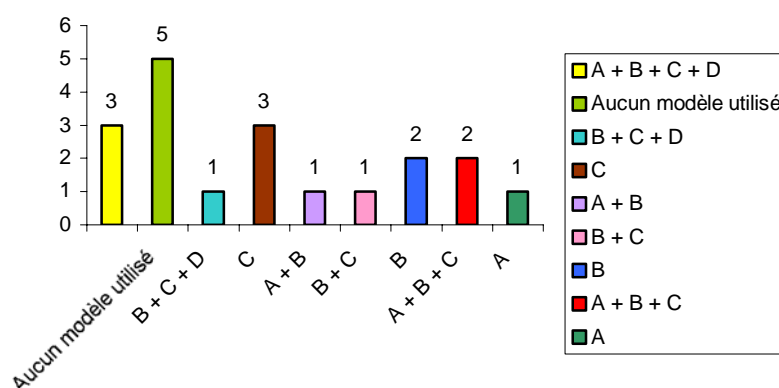 6
5
4
3
2
1
0
3
5
1
3
1
1
2
2
1
Aucun modèle utilisé
B + C + D
C
A + B
B + C
B
A + B + C
A
A + B + C + D
Aucun modèle utilisé
B + C + D
C
A + B
B + C
B
A + B + C
A